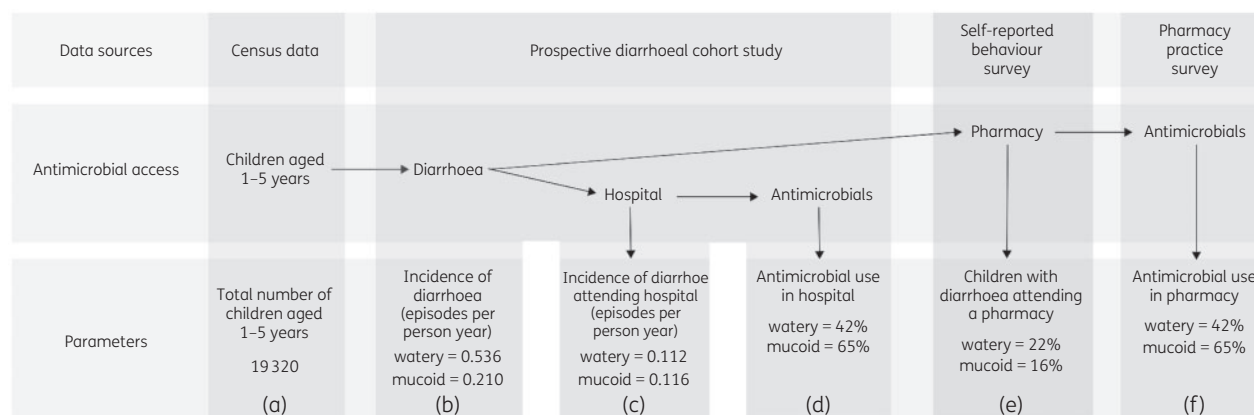 Data sources
Census data
Prospective diarrhoeal cohort study
Self-reported
behaviour
survey
Pharmacy
practice
survey
Antimicrobial access
Children aged
1–5 years
Diarrhoea
Hospital
Antimicrobials
Pharmacy
Antimicrobials
Parameters
Total number of
children aged
1–5 years
19 320
(a)
Incidence of
diarrhoea
(episodes per
person year)
watery = 0.536
mucoid = 0.210
(b)
Incidence of diarrhoe
attending hospital
(episodes per
person year)
watery = 0.112
mucoid = 0.116
(c)
Antimicrobial use
in hospital
watery = 42%
mucoid = 65%
(d)
Children with
diarrhoea attending
a pharmacy
watery = 22%
mucoid = 16%
(e)
Antimicrobial use
in pharmacy
watery = 42%
mucoid = 65%
(f)